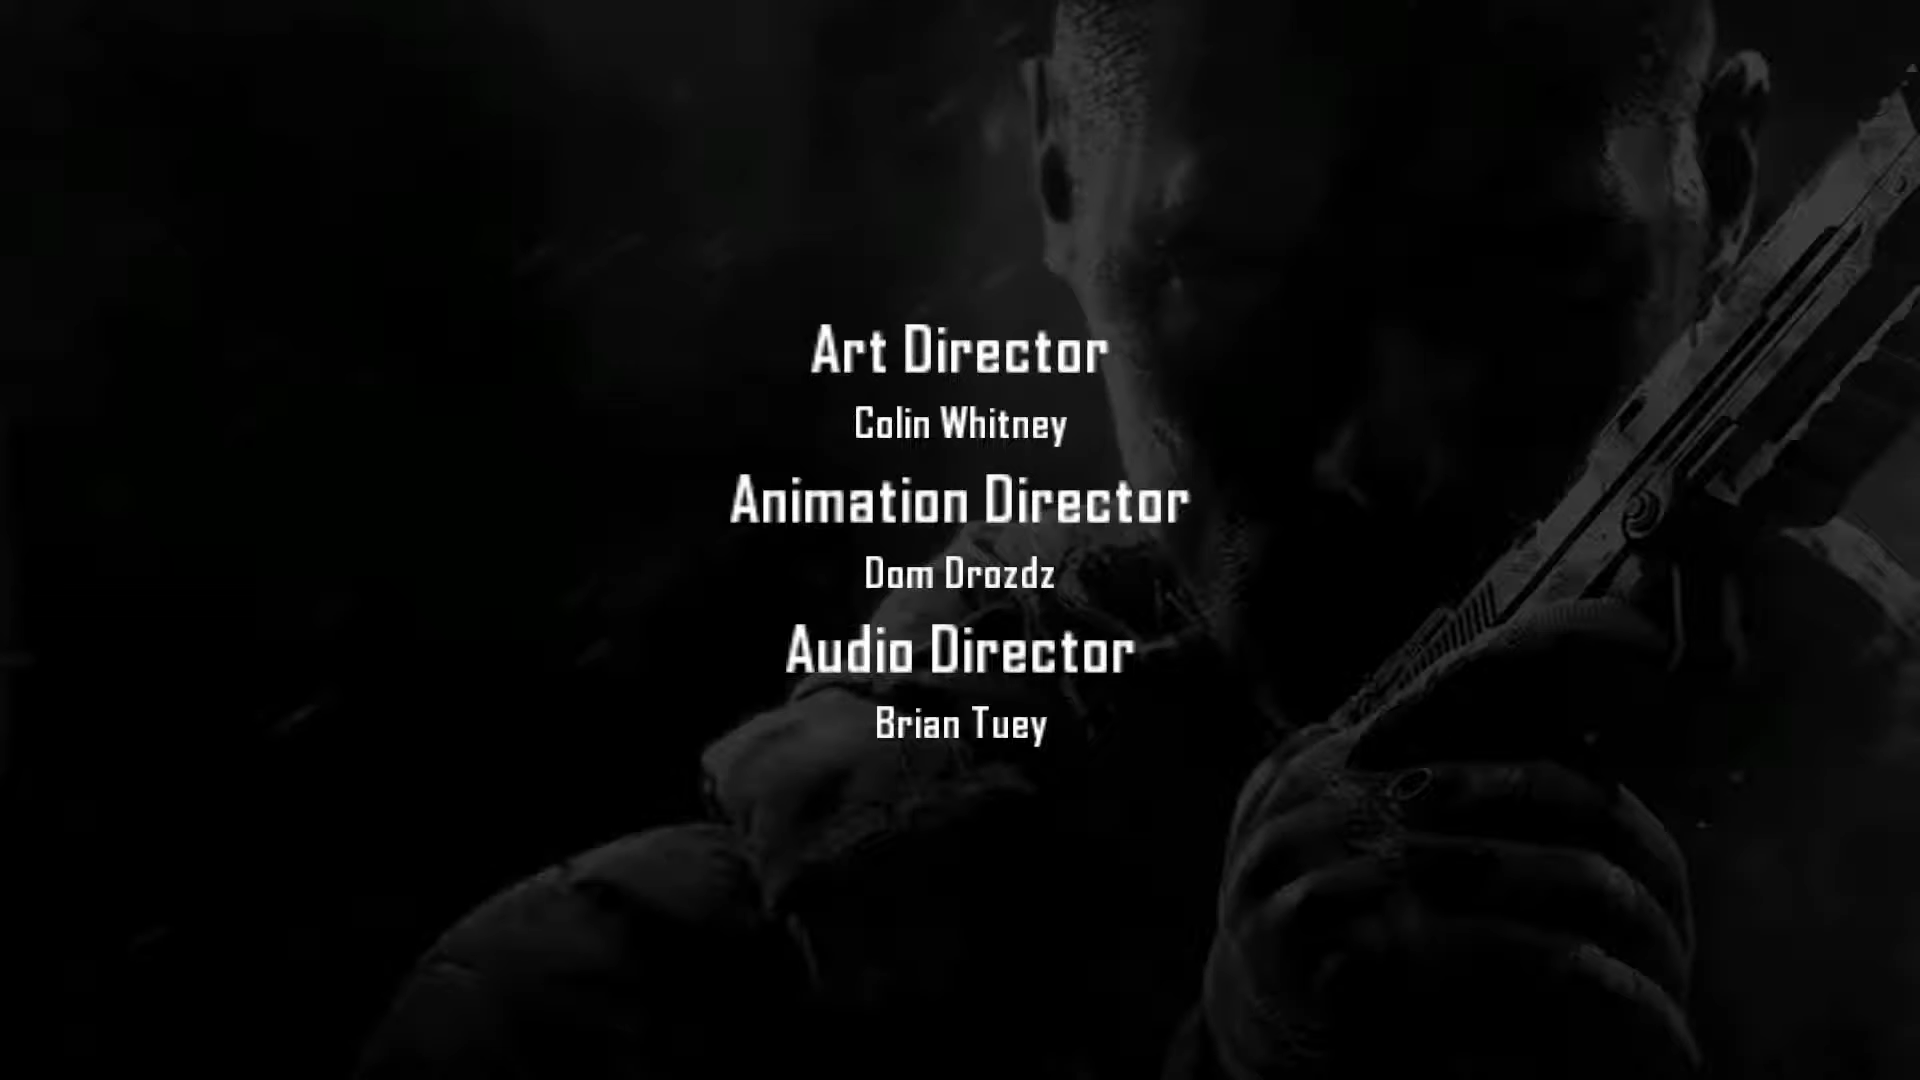 Art Director
Colin Whitney
Animation Director
Dom Drozdz
Audio Director
Brian Tuey